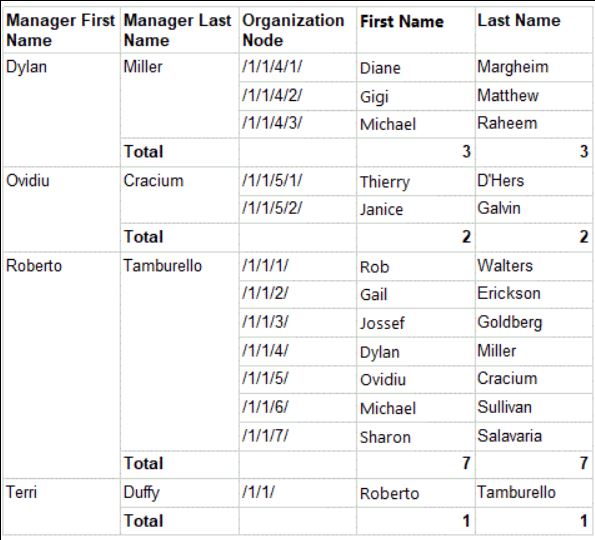 Manager First Name Manager Last Name Organization Node First Name Last Name
Dylan Miller /1/1/4/1/ Diane Margheim
/1/1/4/2/ Gigi Matthew
/1/1/4/3/ Michael Raheem
Total 3 3
Ovidiu Cracium /1/1/5/1/ Thierry D'Hers
/1/1/5/2/ Janice Galvin
Total 2 2
Roberto Tamburello /1/1/1/ Rob Walters
/1/1/2/ Gail Erickson
/1/1/3/ Jossef Goldberg
/1/1/4/ Dylan Miller
/1/1/5/ Ovidiu Cracium
/1/1/6/ Michael Sullivan
/1/1/7/ Sharon Salavaria
Total 7 7
Terri Duffy /1/1/ Roberto Tamburello
Total 1 1